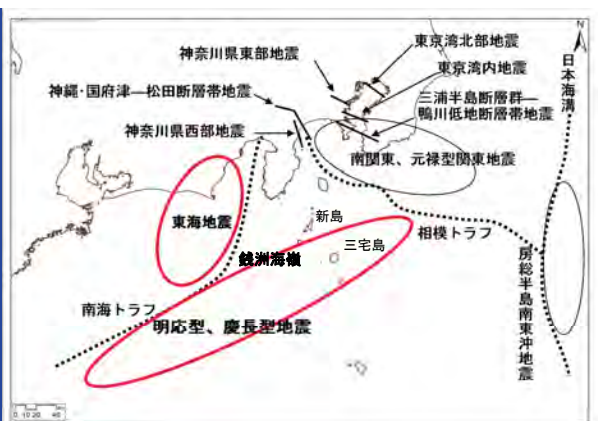 N
東京湾北部地震
神奈川県東部地震
東京湾内地震
日本海溝
神縄・国府津―松田断層帯地震
三浦半島断層群―
鴨川低地断層帯地震
神奈川県西部地震
南関東、元禄型関東地震
東海地震
新島
相模トラフ
三宅島
銭洲海嶺
房総半島南東沖地震
南海トラフ
明応型、慶長型地震
0 10 20 40